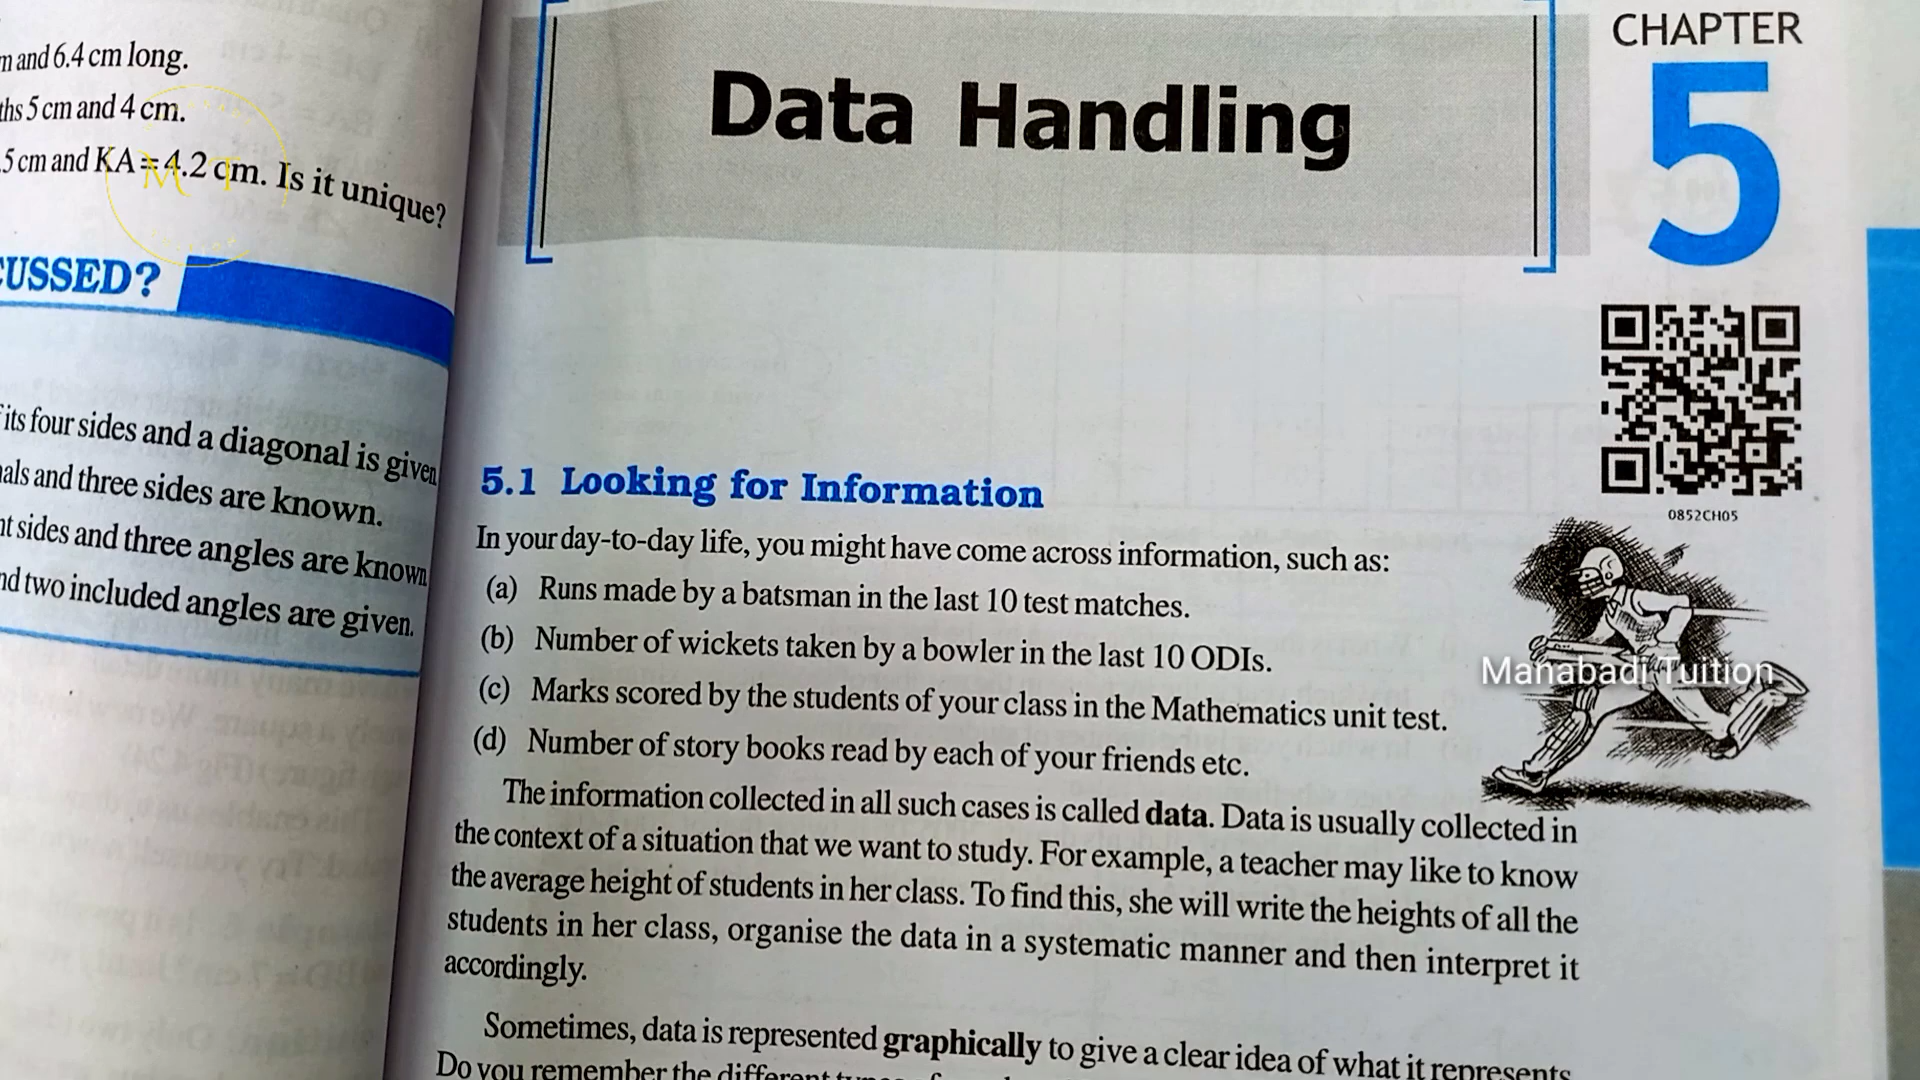 m and 6.4 cm long.
ths 5 cm and 4 cm.
.5 cm and KA = 4.2 cm. Is it unique?
M T
CUSSED?
its four sides and a diagonal is given
als and three sides are known.
nt sides and three angles are known
nd two included angles are given.
Data Handling
CHAPTER
5
0852CH05
5.1 Looking for Information
In your day-to-day life, you might have come across information, such as:
(a) Runs made by a batsman in the last 10 test matches.
(b) Number of wickets taken by a bowler in the last 10 ODIs.
(c) Marks scored by the students of your class in the Mathematics unit test.
(d) Number of story books read by each of your friends etc.
Manabadi Tuition
The information collected in all such cases is called data. Data is usually collected in
the context of a situation that we want to study. For example, a teacher may like to know
the average height of students in her class. To find this, she will write the heights of all the
students in her class, organise the data in a systematic manner and then interpret it
accordingly.
Sometimes, data is represented graphically to give a clear idea of what it represents
Do you remember the different